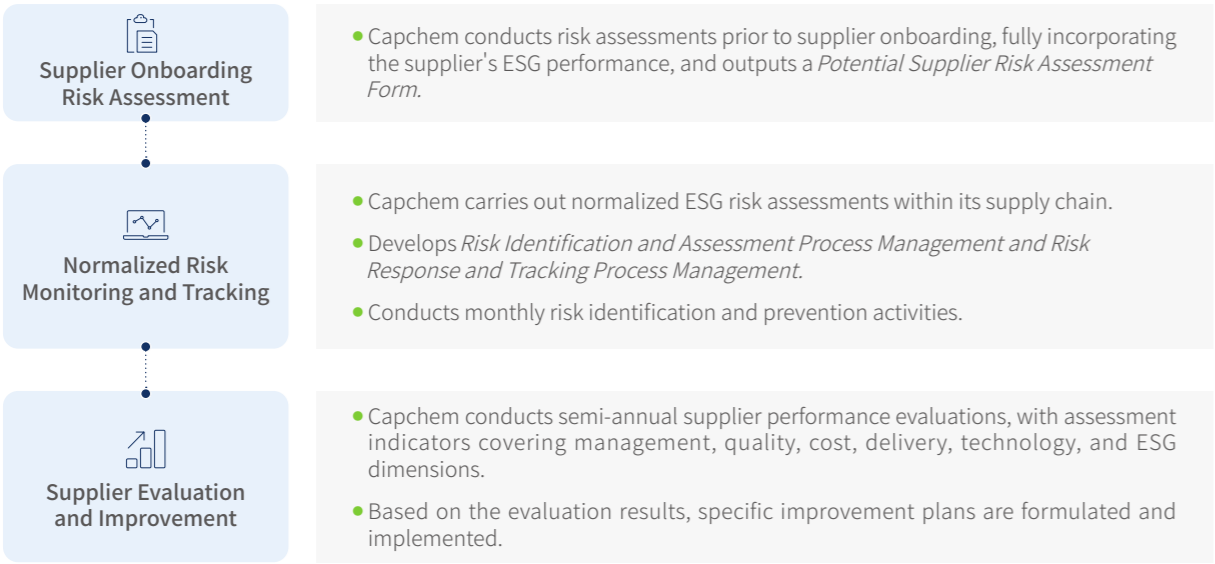 Supplier Onboarding
Risk Assessment
• Capchem conducts risk assessments prior to supplier onboarding, fully incorporating
the supplier's ESG performance, and outputs a Potential Supplier Risk Assessment
Form.
Normalized Risk
Monitoring and Tracking
• Capchem carries out normalized ESG risk assessments within its supply chain.
• Develops Risk Identification and Assessment Process Management and Risk
Response and Tracking Process Management.
• Conducts monthly risk identification and prevention activities.
Supplier Evaluation
and Improvement
• Capchem conducts semi-annual supplier performance evaluations, with assessment
indicators covering management, quality, cost, delivery, technology, and ESG
dimensions.
• Based on the evaluation results, specific improvement plans are formulated and
implemented.